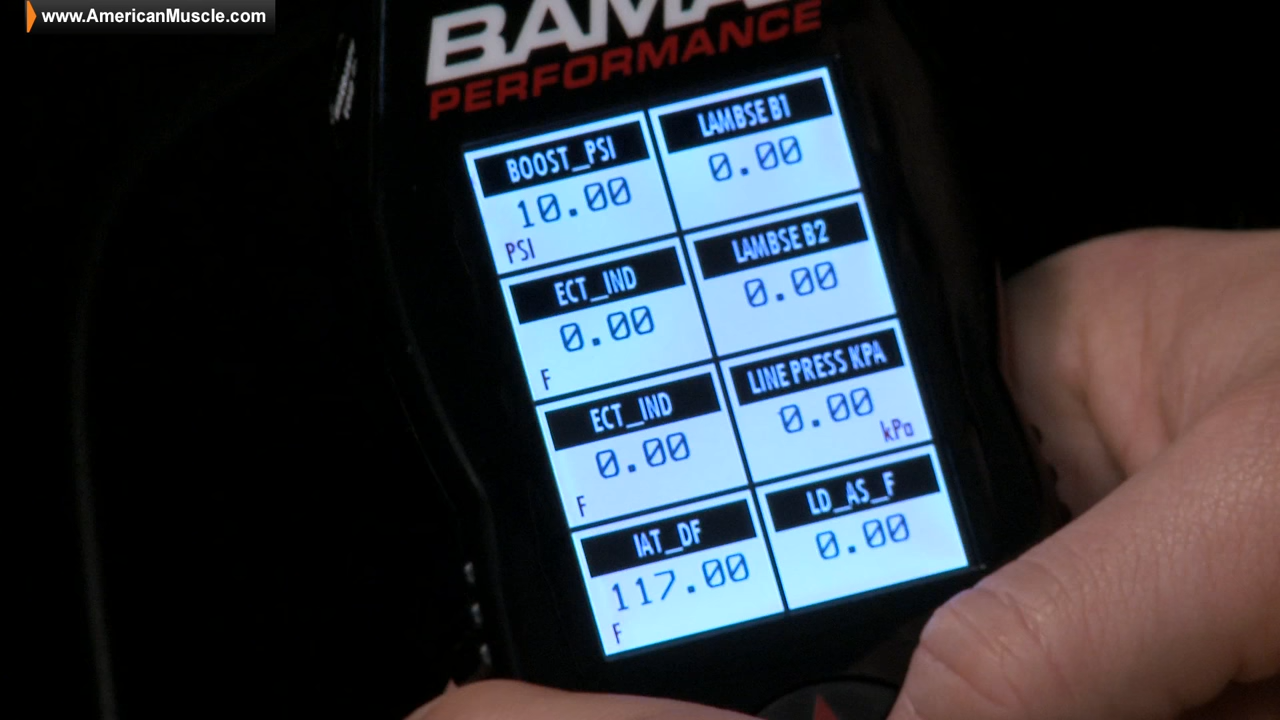 www.AmericanMuscle.com
BAMA
PERFORMANCE
BOOST_PSI
10.00
PSI
LAMBSE B1
0.00
ECT_IND
0.00
F
LAMBSE B2
0.00
ECT_IND
0.00
F
LINE PRESS KPA
0.00
kPa
IAT_DF
117.00
F
LD_AS_F
0.00